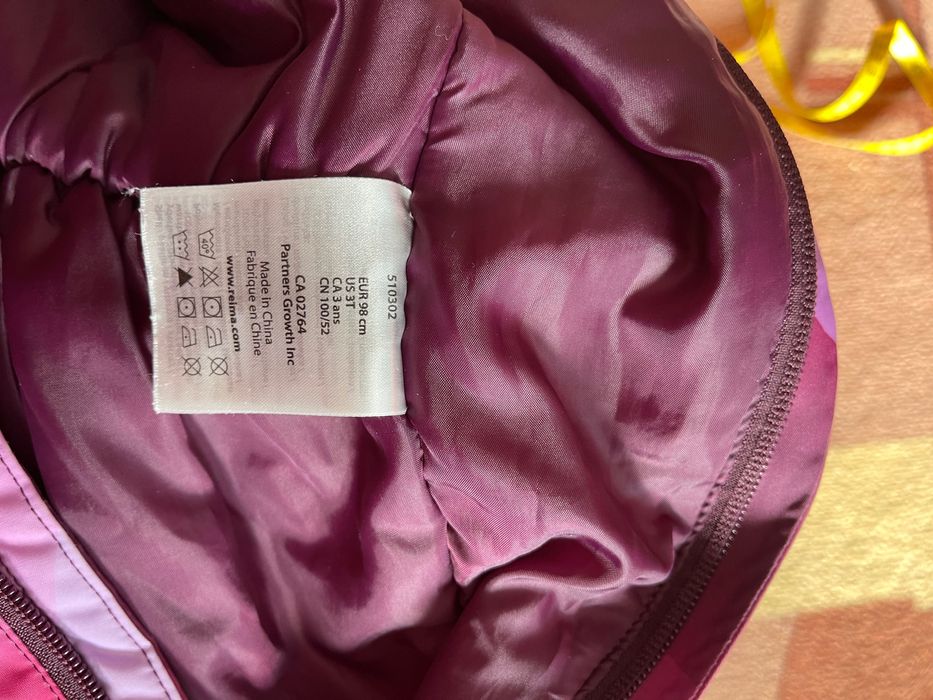 510302
EUR 98 cm
US 3T
CA 3 ans
CN 100/52
CA 02764
Partners Growth Inc
Made in China
Fabrique en Chine
www.reima.com
40°